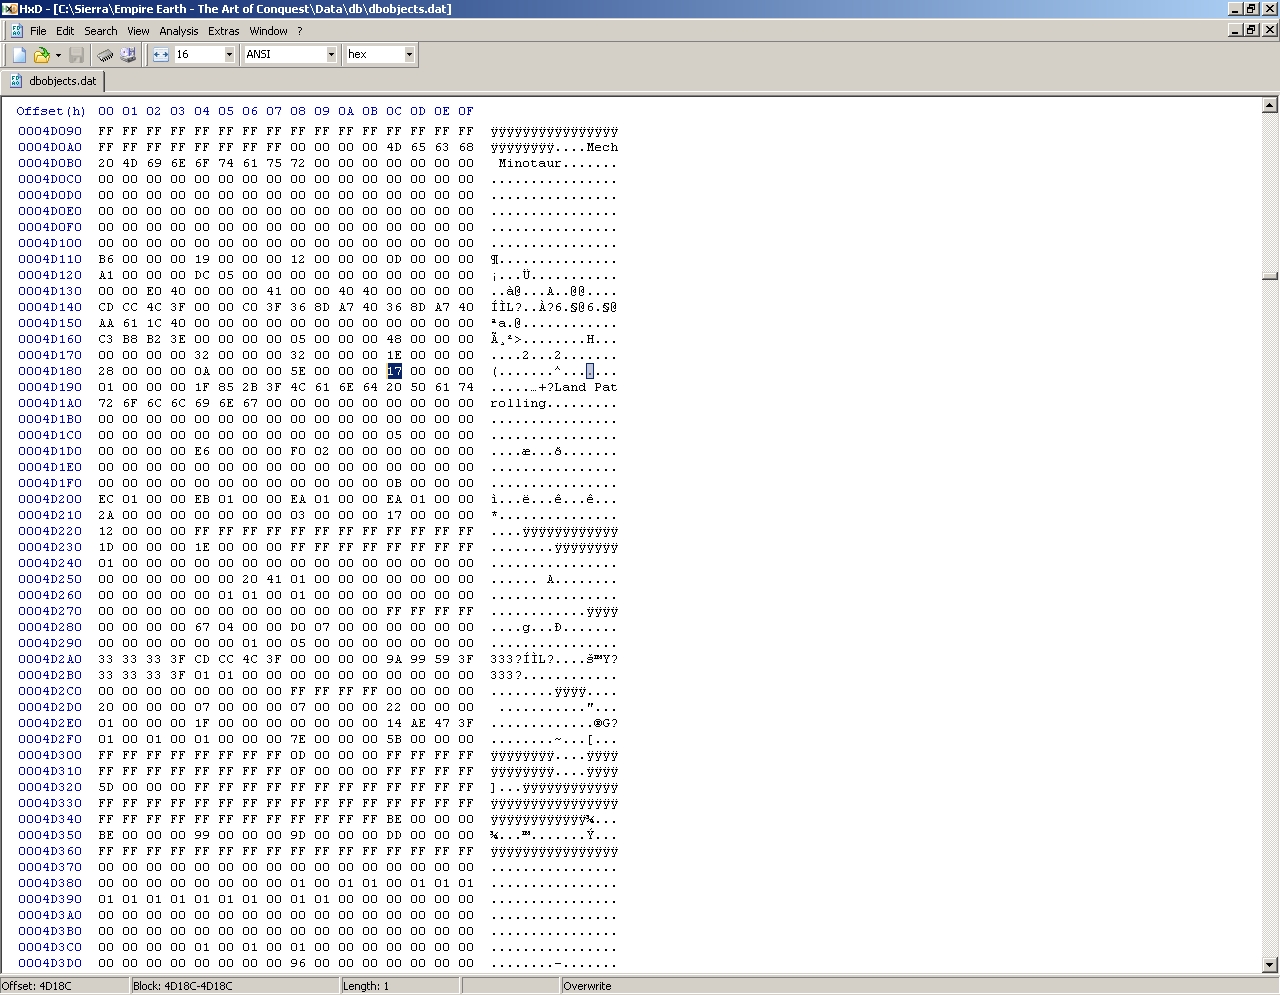 HxD - [C:\Sierra\Empire Earth - The Art of Conquest\Data\db\dbobjects.dat]
File Edit Search View Analysis Extras Window ?
16 ANSI hex
dbobjects.dat
Offset(h) 00 01 02 03 04 05 06 07 08 09 0A 0B 0C 0D 0E 0F
0004D090 FF FF FF FF FF FF FF FF FF FF FF FF FF FF FF FF ÿÿÿÿÿÿÿÿÿÿÿÿÿÿÿÿ
0004D0A0 FF FF FF FF FF FF FF FF 00 00 00 00 4D 65 63 68 ÿÿÿÿÿÿÿÿ....Mech
0004D0B0 20 4D 69 6E 6F 74 61 75 72 00 00 00 00 00 00 00  Minotaur.......
0004D0C0 00 00 00 00 00 00 00 00 00 00 00 00 00 00 00 00 ................
0004D0D0 00 00 00 00 00 00 00 00 00 00 00 00 00 00 00 00 ................
0004D0E0 00 00 00 00 00 00 00 00 00 00 00 00 00 00 00 00 ................
0004D0F0 00 00 00 00 00 00 00 00 00 00 00 00 00 00 00 00 ................
0004D100 00 00 00 00 00 00 00 00 00 00 00 00 00 00 00 00 ................
0004D110 B6 00 00 00 19 00 00 00 12 00 00 00 0D 00 00 00 ¶...............
0004D120 A1 00 00 00 DC 05 00 00 00 00 00 00 00 00 00 00 ¡...Ü...........
0004D130 00 00 E0 40 00 00 00 41 00 00 40 40 00 00 00 00 ..à@...A..@@....
0004D140 CD CC 4C 3F 00 00 C0 3F 36 8D A7 40 36 8D A7 40 ÍÌL?..À?6.§@6.§@
0004D150 AA 61 1C 40 00 00 00 00 00 00 00 00 00 00 00 00 ªa.@............
0004D160 C3 B8 B2 3E 00 00 00 00 05 00 00 00 48 00 00 00 Ã¸²>........H...
0004D170 00 00 00 00 32 00 00 00 32 00 00 00 1E 00 00 00 ....2...2.......
0004D180 28 00 00 00 0A 00 00 00 5E 00 00 00 17 00 00 00 (.......^.......
0004D190 01 00 00 00 1F 85 2B 3F 4C 61 6E 64 20 50 61 74 .....…+?Land Pat
0004D1A0 72 6F 6C 6C 69 6E 67 00 00 00 00 00 00 00 00 00 rolling.........
0004D1B0 00 00 00 00 00 00 00 00 00 00 00 00 00 00 00 00 ................
0004D1C0 00 00 00 00 00 00 00 00 00 00 00 00 05 00 00 00 ................
0004D1D0 00 00 00 00 E6 00 00 00 F0 02 00 00 00 00 00 00 ....æ...ð.......
0004D1E0 00 00 00 00 00 00 00 00 00 00 00 00 00 00 00 00 ................
0004D1F0 00 00 00 00 00 00 00 00 00 00 00 00 0B 00 00 00 ................
0004D200 EC 01 00 00 EB 01 00 00 EA 01 00 00 EA 01 00 00 ì...ë...ê...ê...
0004D210 2A 00 00 00 00 00 00 00 03 00 00 00 17 00 00 00 *...............
0004D220 12 00 00 00 FF FF FF FF FF FF FF FF FF FF FF FF ....ÿÿÿÿÿÿÿÿÿÿÿÿ
0004D230 1D 00 00 00 1E 00 00 00 FF FF FF FF FF FF FF FF ........ÿÿÿÿÿÿÿÿ
0004D240 01 00 00 00 00 00 00 00 00 00 00 00 00 00 00 00 ................
0004D250 00 00 00 00 00 00 20 41 01 00 00 00 00 00 00 00 ...... A........
0004D260 00 00 00 00 00 01 01 00 01 00 00 00 00 00 00 00 ................
0004D270 00 00 00 00 00 00 00 00 00 00 00 00 FF FF FF FF ............ÿÿÿÿ
0004D280 00 00 00 00 67 04 00 00 D0 07 00 00 00 00 00 00 ....g...Ð.......
0004D290 00 00 00 00 00 00 01 00 05 00 00 00 00 00 00 00 ................
0004D2A0 33 33 33 3F CD CC 4C 3F 00 00 00 00 9A 99 59 3F 333?ÍÌL?....š™Y?
0004D2B0 33 33 33 3F 01 01 00 00 00 00 00 00 00 00 00 00 333?............
0004D2C0 00 00 00 00 00 00 00 00 FF FF FF FF 00 00 00 00 ........ÿÿÿÿ....
0004D2D0 20 00 00 00 07 00 00 00 07 00 00 00 22 00 00 00  ..........."...
0004D2E0 01 00 00 00 1F 00 00 00 00 00 00 00 14 AE 47 3F .............®G?
0004D2F0 01 00 01 00 01 00 00 00 7E 00 00 00 5B 00 00 00 ........~...[...
0004D300 FF FF FF FF FF FF FF FF 0D 00 00 00 FF FF FF FF ÿÿÿÿÿÿÿÿ....ÿÿÿÿ
0004D310 FF FF FF FF FF FF FF FF 0F 00 00 00 FF FF FF FF ÿÿÿÿÿÿÿÿ....ÿÿÿÿ
0004D320 5D 00 00 00 FF FF FF FF FF FF FF FF FF FF FF FF ]...ÿÿÿÿÿÿÿÿÿÿÿÿ
0004D330 FF FF FF FF FF FF FF FF FF FF FF FF FF FF FF FF ÿÿÿÿÿÿÿÿÿÿÿÿÿÿÿÿ
0004D340 FF FF FF FF FF FF FF FF FF FF FF FF BE 00 00 00 ÿÿÿÿÿÿÿÿÿÿÿÿ¾...
0004D350 BE 00 00 00 99 00 00 00 9D 00 00 00 DD 00 00 00 ¾...™.......Ý...
0004D360 FF FF FF FF FF FF FF FF FF FF FF FF FF FF FF FF ÿÿÿÿÿÿÿÿÿÿÿÿÿÿÿÿ
0004D370 00 00 00 00 00 00 00 00 00 00 00 00 00 00 00 00 ................
0004D380 00 00 00 00 00 00 00 00 01 00 01 01 00 01 01 01 ................
0004D390 01 01 01 01 01 01 01 00 01 01 00 00 00 00 00 00 ................
0004D3A0 00 00 00 00 00 00 00 00 00 00 00 00 00 00 00 00 ................
0004D3B0 00 00 00 00 00 00 00 00 00 00 00 00 00 00 00 00 ................
0004D3C0 00 00 00 00 01 00 01 00 01 00 00 00 00 00 00 00 ................
0004D3D0 00 00 00 00 00 00 00 00 96 00 00 00 00 00 00 00 ........–.......
Offset: 4D18C Block: 4D18C-4D18C Length: 1 Overwrite